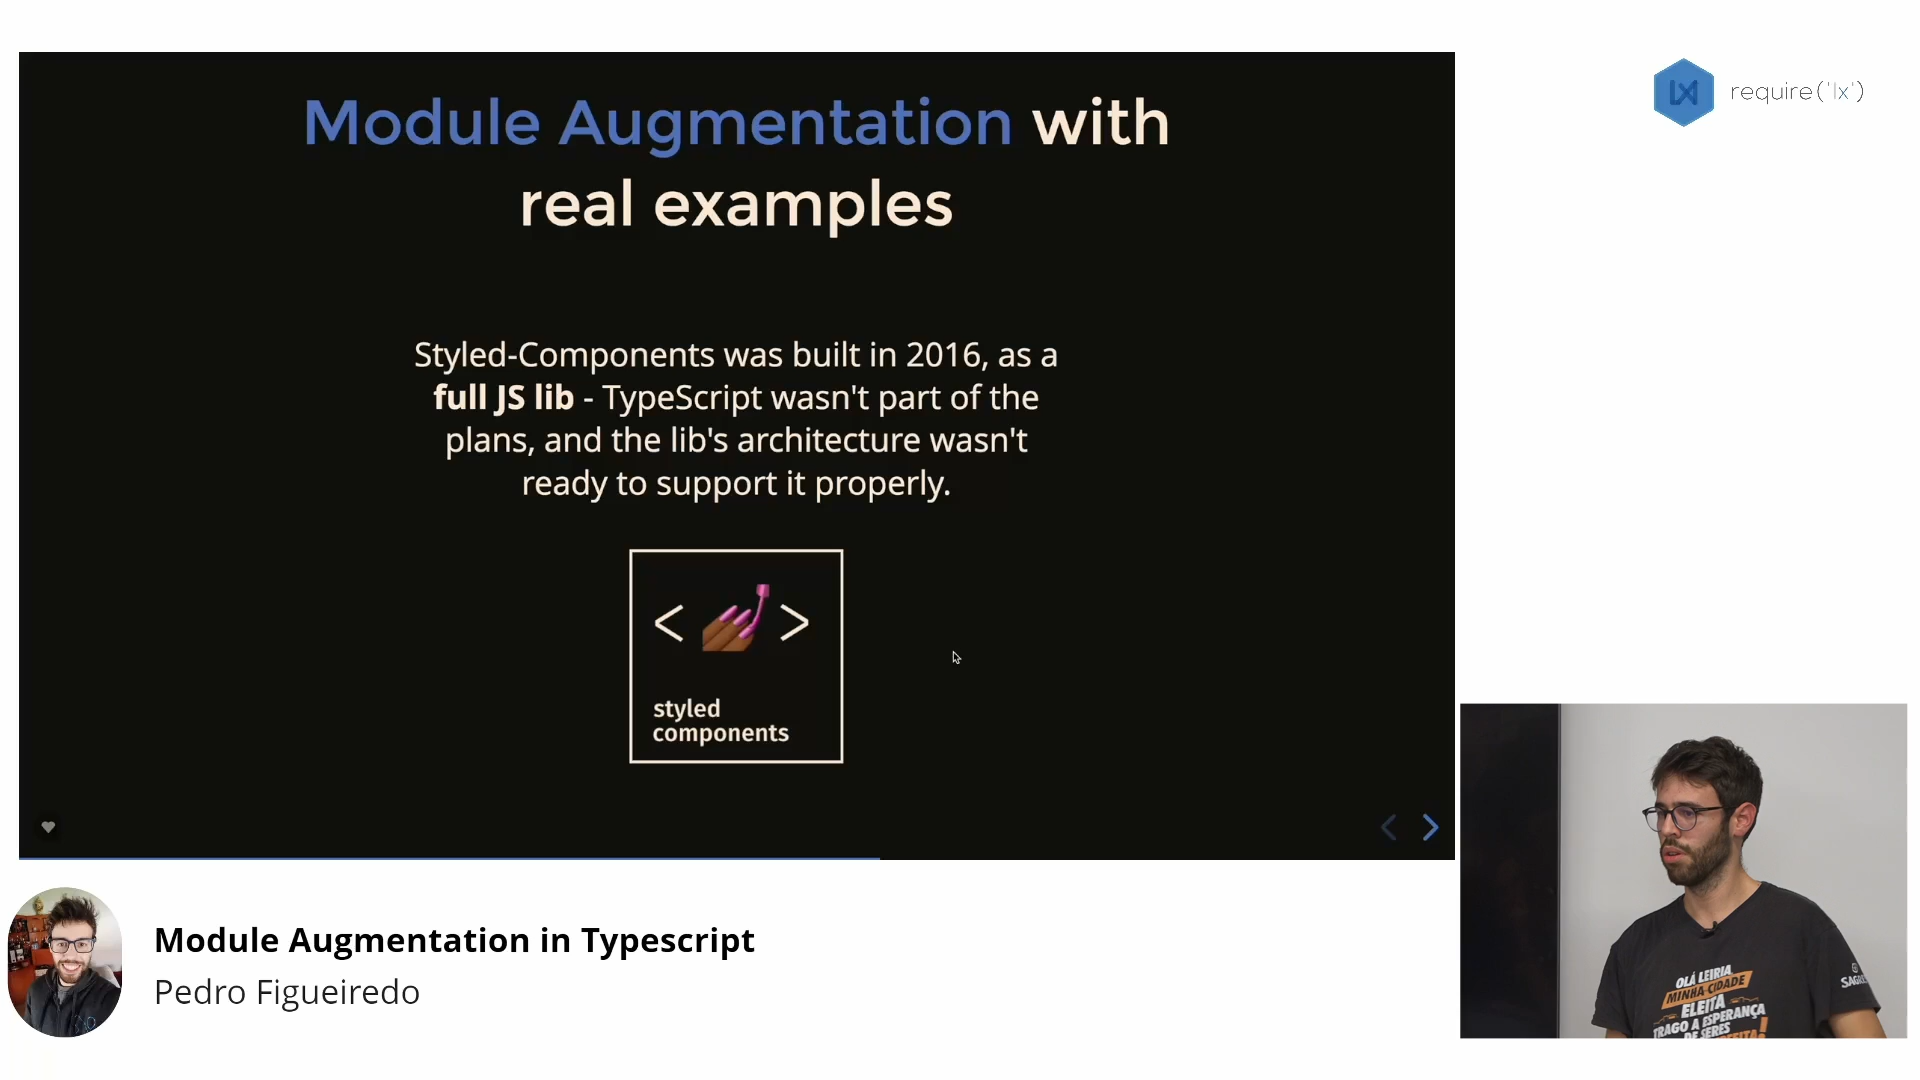 Module Augmentation with
real examples
require('lx')
Styled-Components was built in 2016, as a
full JS lib - TypeScript wasn't part of the
plans, and the lib's architecture wasn't
ready to support it properly.
< >
styled
components
Module Augmentation in Typescript
Pedro Figueiredo
OLÁ LEIRIA
MINHA CIDADE
ELEITA
TRAGO A ESPERANÇA
DE SERES